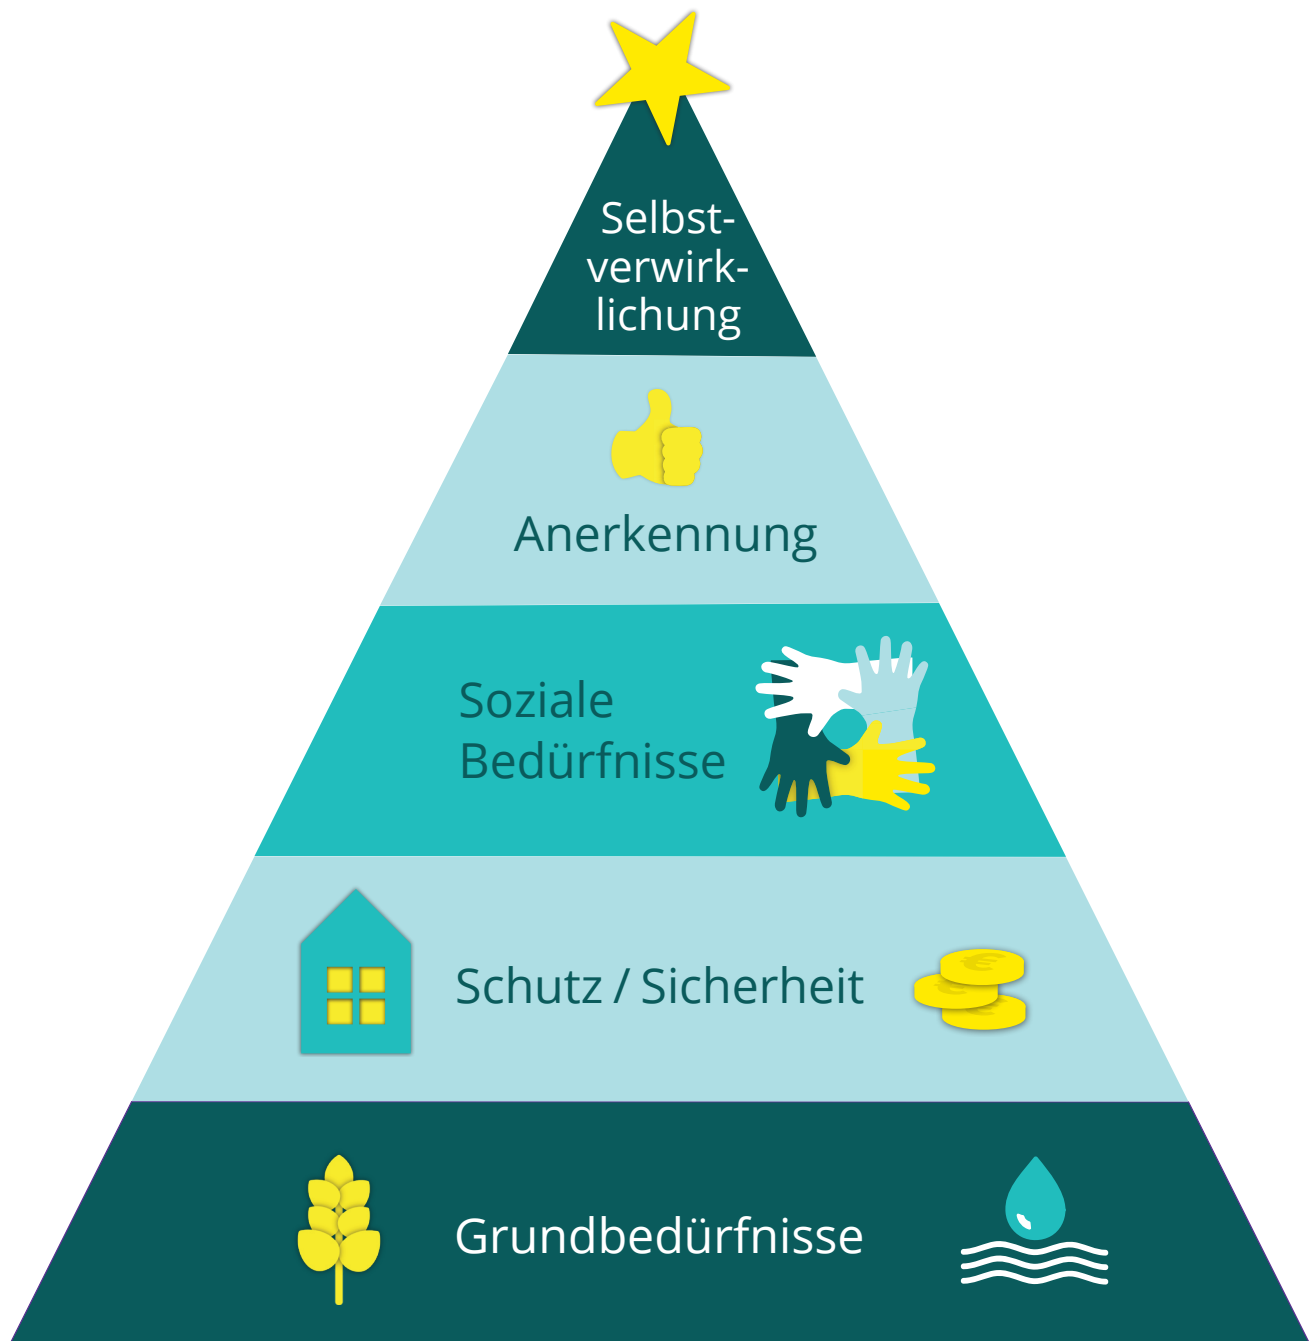 Selbst-
verwirk-
lichung
Anerkennung
Soziale
Bedürfnisse
Schutz / Sicherheit
€
€
€
Grundbedürfnisse